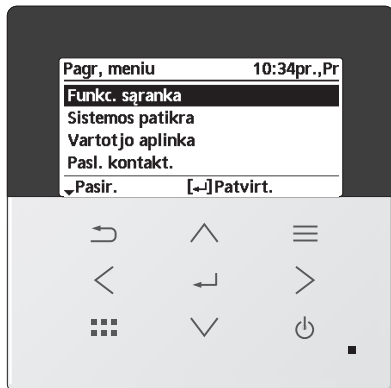 Pagr, meniu 10:34pr.,Pr
Funkc. sąranka
Sistemos patikra
Vartotjo aplinka
Pasl. kontakt.
Pasir. [↵]Patvirt.